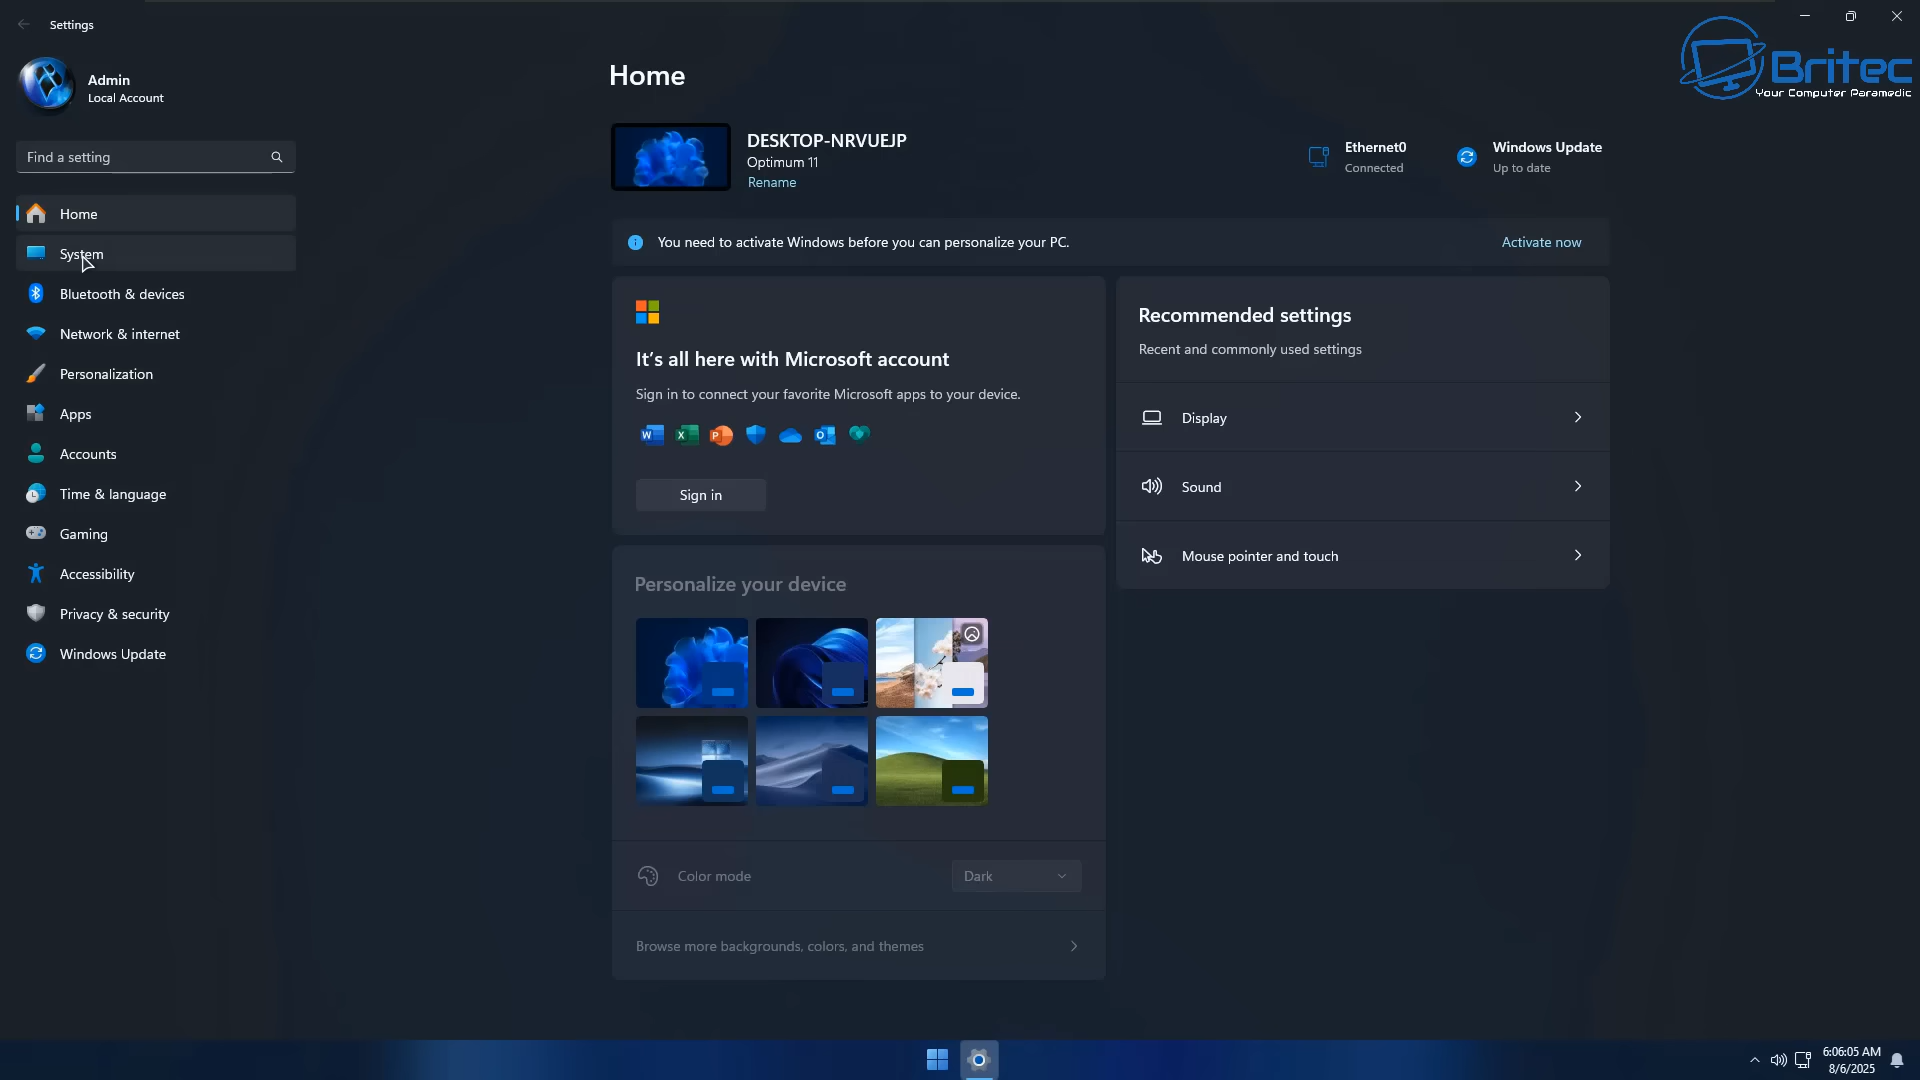 Settings
Admin
Local Account
Find a setting
Home
System
Bluetooth & devices
Network & internet
Personalization
Apps
Accounts
Time & language
Gaming
Accessibility
Privacy & security
Windows Update
Home
DESKTOP-NRVUEJP
Optimum 11
Rename
Ethernet0
Connected
Windows Update
Up to date
Britec
Your Computer Paramedic
You need to activate Windows before you can personalize your PC.
Activate now
It's all here with Microsoft account
Sign in to connect your favorite Microsoft apps to your device.
Sign in
Recommended settings
Recent and commonly used settings
Display
Sound
Mouse pointer and touch
Personalize your device
Color mode
Dark
Browse more backgrounds, colors, and themes
6:06:05 AM
8/6/2025